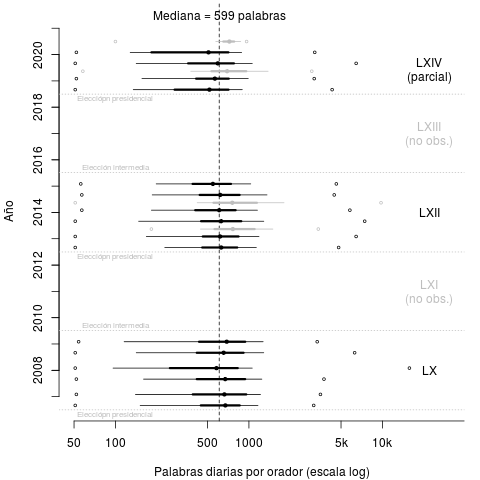 Mediana = 599 palabras
2020
LXIV
(parcial)
Elección presidencial
2018
LXIII
(no obs.)
2016
Elección intermedia
2014
LXII
Año
Elección presidencial
2012
LXI
(no obs.)
2010
Elección intermedia
2008
LX
Elección presidencial
50 100 500 1000 5k 10k
Palabras diarias por orador (escala log)